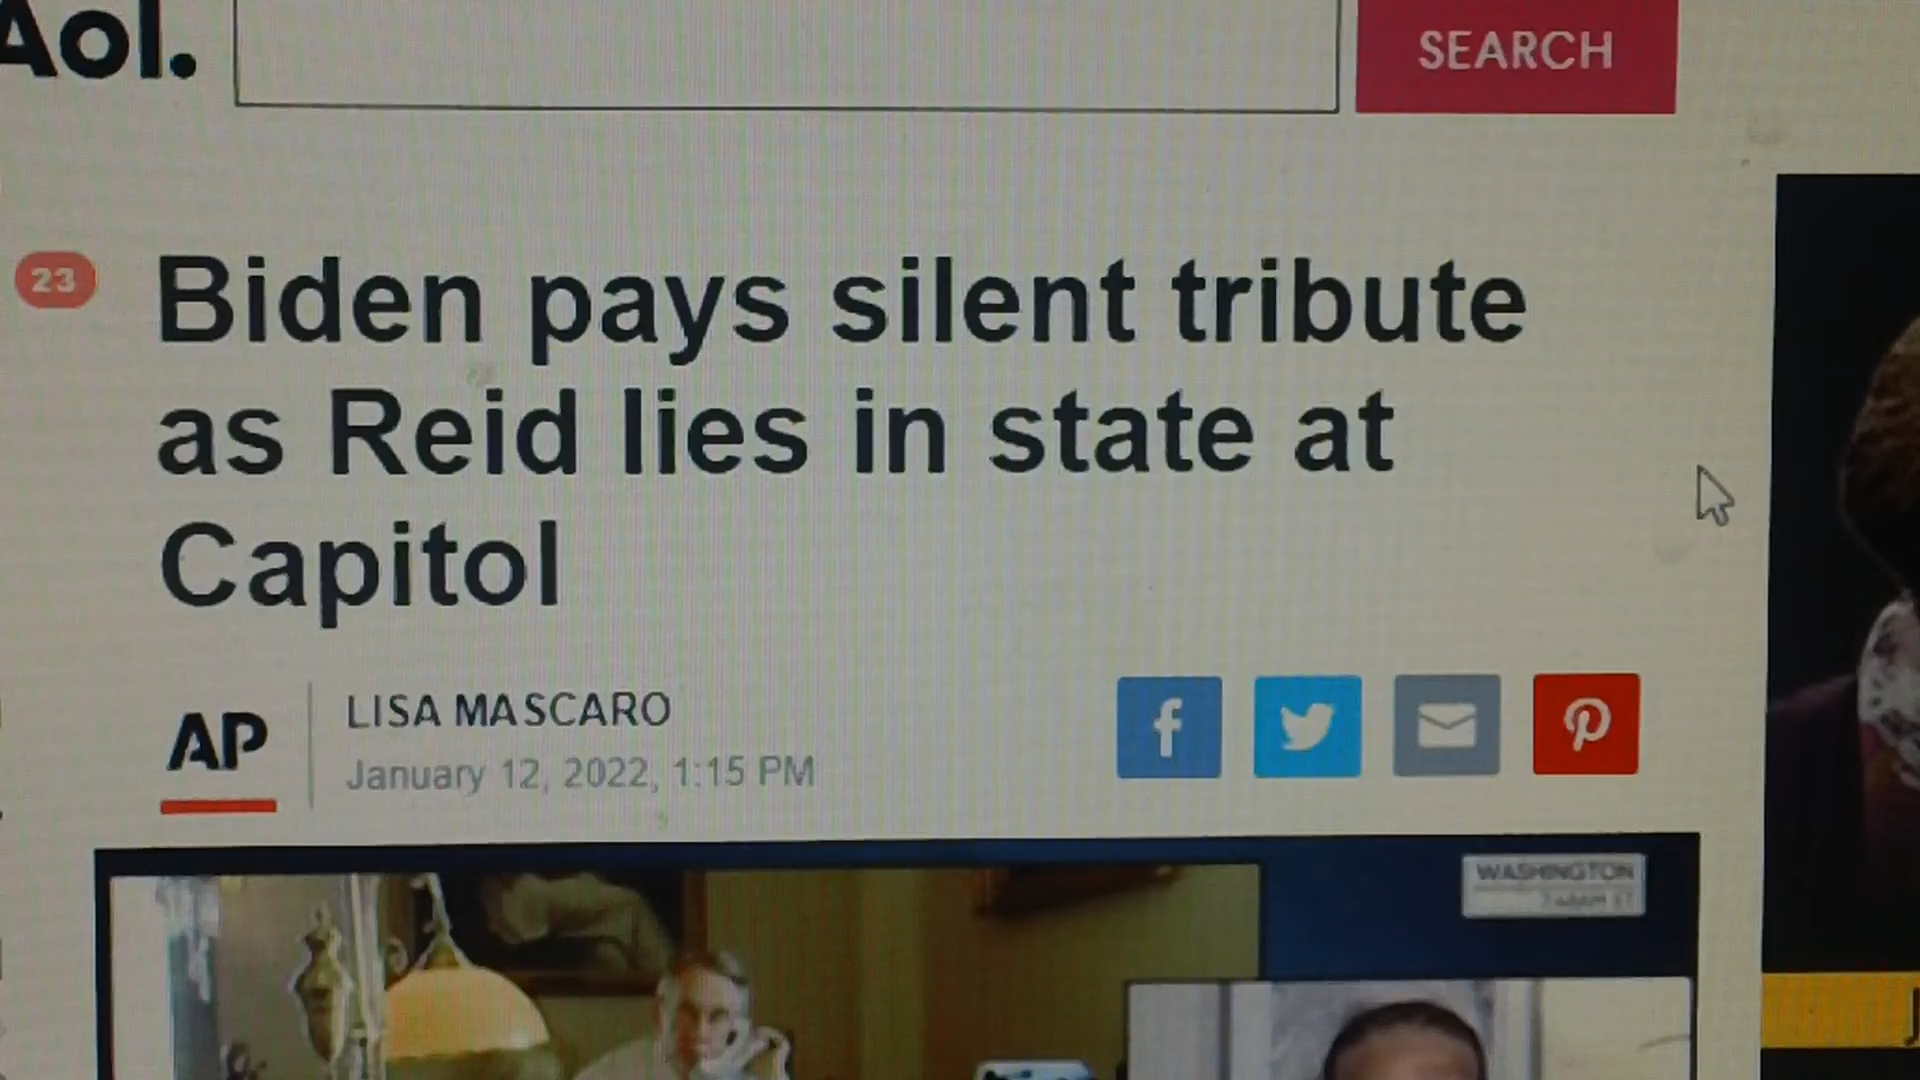 Aol.
SEARCH
23
Biden pays silent tribute
as Reid lies in state at
Capitol
AP
LISA MASCARO
January 12, 2022, 1:15 PM
WASHINGTON